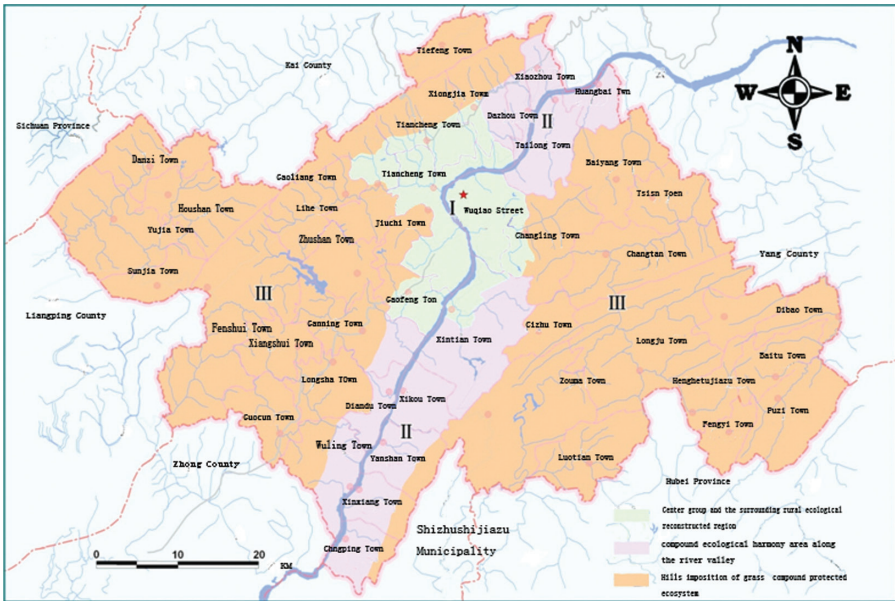 N
Tiefeng Town
Kai County
Xiaozhou Town
Huangbai Twn
W E
Xiongjia Town
Dazhou Town
II
S
Sichuan Province
Tiancheng Town
Tailong Town
Danzi Town
Baiyang Town
Gaoliang Town
Tiancheng Town
Tsisn Toen
Houshan Town
Lihe Town
I
Wuqiao Street
Jiuchi Town
Yujia Town
Zhushan Town
Changling Town
Changtan Town
Yang County
Sunjia Town
III
Gaofeng Ton
III
Liangping County
Dibao Town
Fenshui Town
Ganning Town
Cizhu Town
Xiangshui Town
Xintian Town
Longju Town
Baitu Town
Longsha TOwn
Zouma Town
Henghetujiazu Town
Xikou Town
Diandu Town
Puzi Town
Guocun Town
II
Fengyi Town
Wuling Town
Yanshan Town
Zhong County
Luotian Town
Hubei Province
Xinxiang Town
Center group and the surrounding rural ecological
reconstructed region
Shizhushijiazu
Municipality
compound ecological harmony area along
the river valley
Chngping Town
0 10 20
KM
Hills imposition of grass compound protected
ecosystem